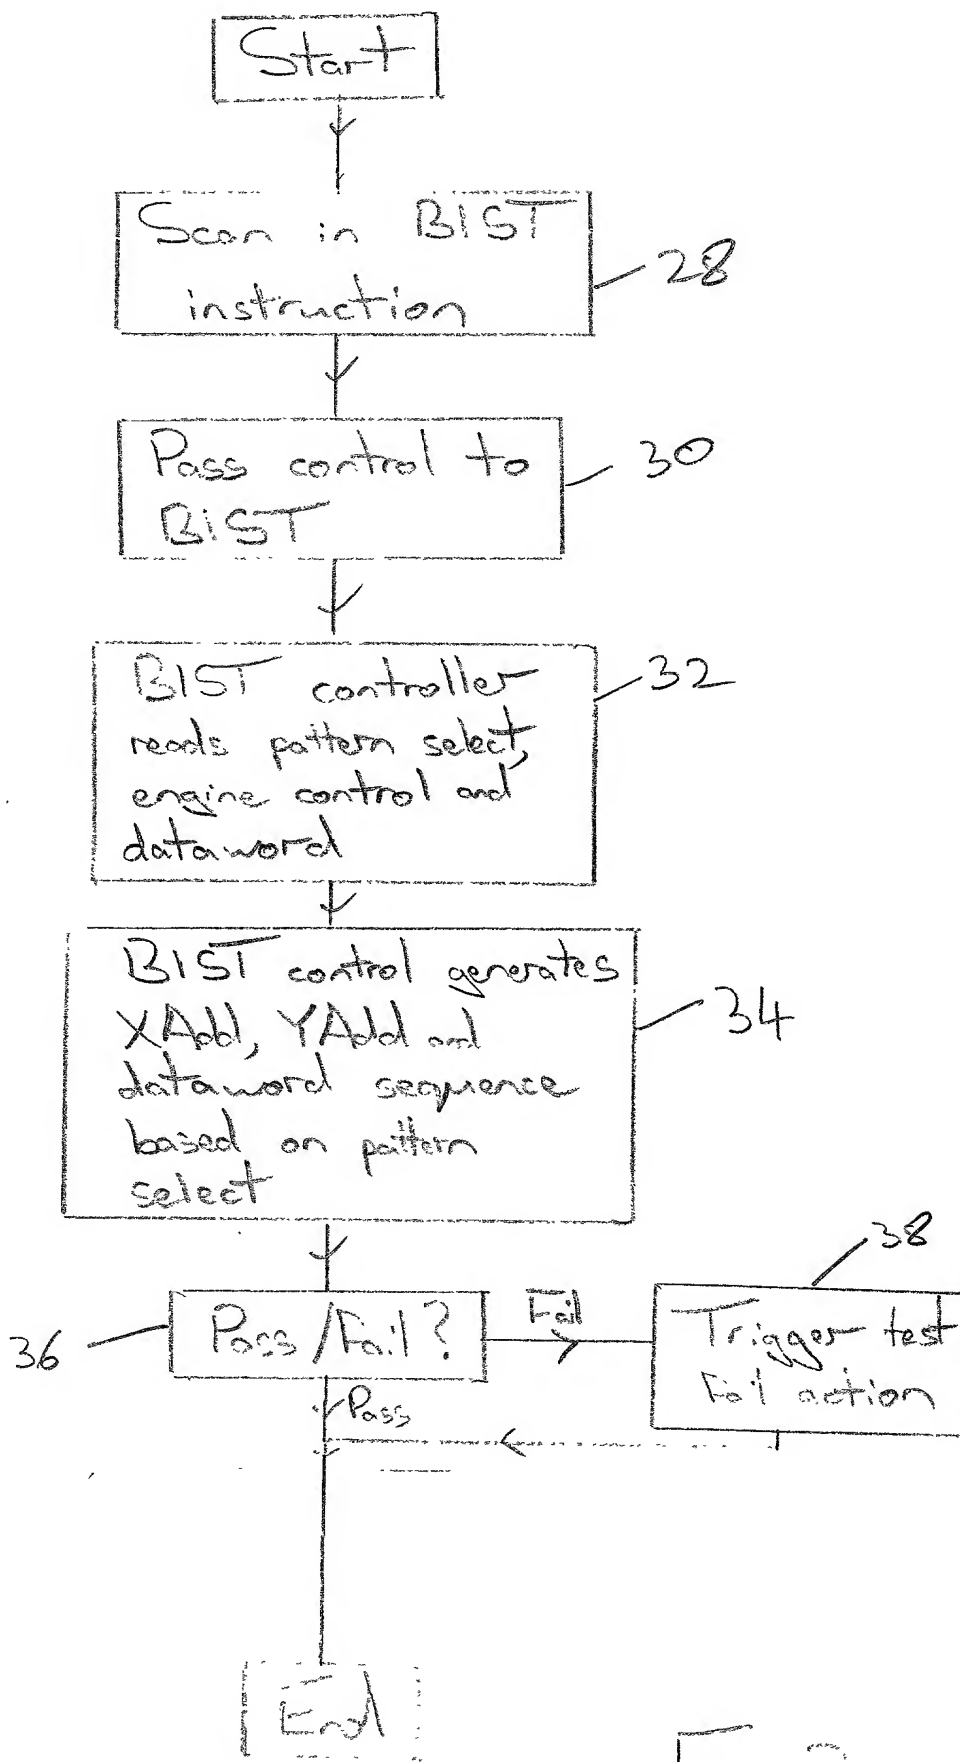 Start
Scan in BIST
instruction
28
Pass control to
BIST
30
BIST controller
reads pattern select,
engine control and
dataword
32
BIST control generates
XAdd, YAdd and
dataword sequence
based on pattern
select
34
36
Pass/Fail?
Fail
38
Trigger test
Fail action
Pass
End